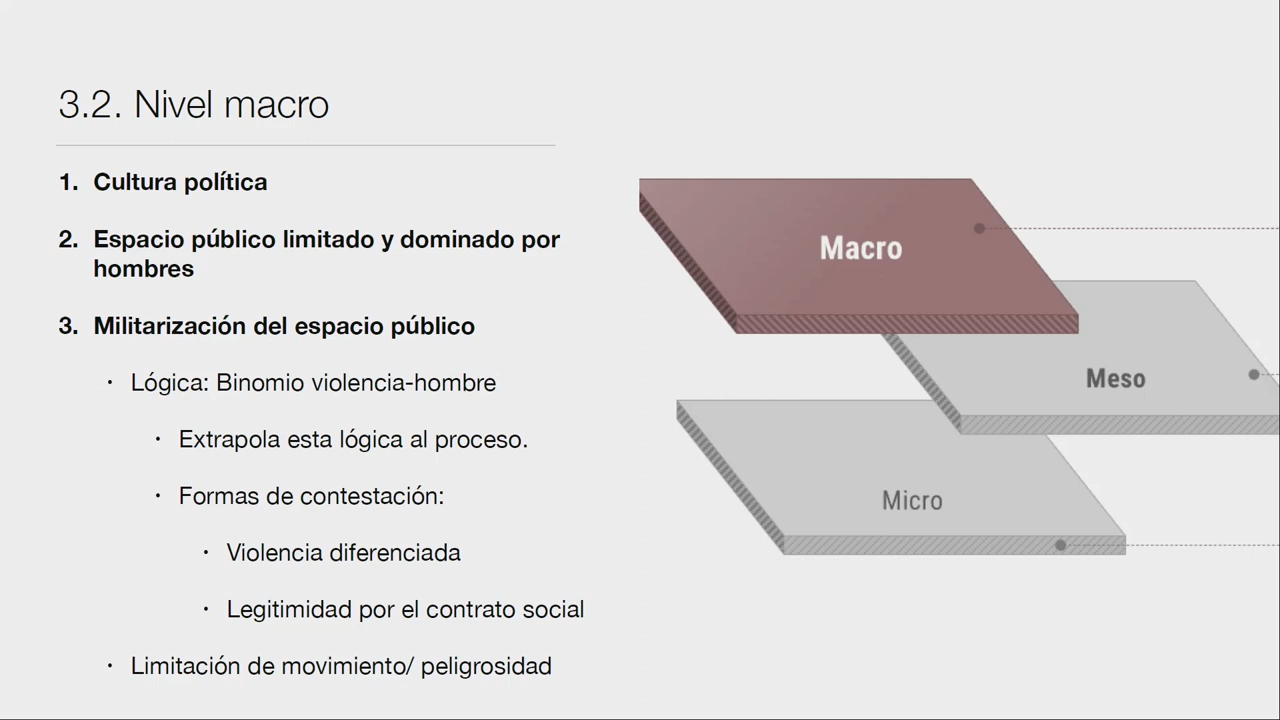 3.2. Nivel macro
1. Cultura política
2. Espacio público limitado y dominado por
hombres
3. Militarización del espacio público
· Lógica: Binomio violencia-hombre
· Extrapola esta lógica al proceso.
· Formas de contestación:
· Violencia diferenciada
· Legitimidad por el contrato social
· Limitación de movimiento/ peligrosidad
Macro
Meso
Micro